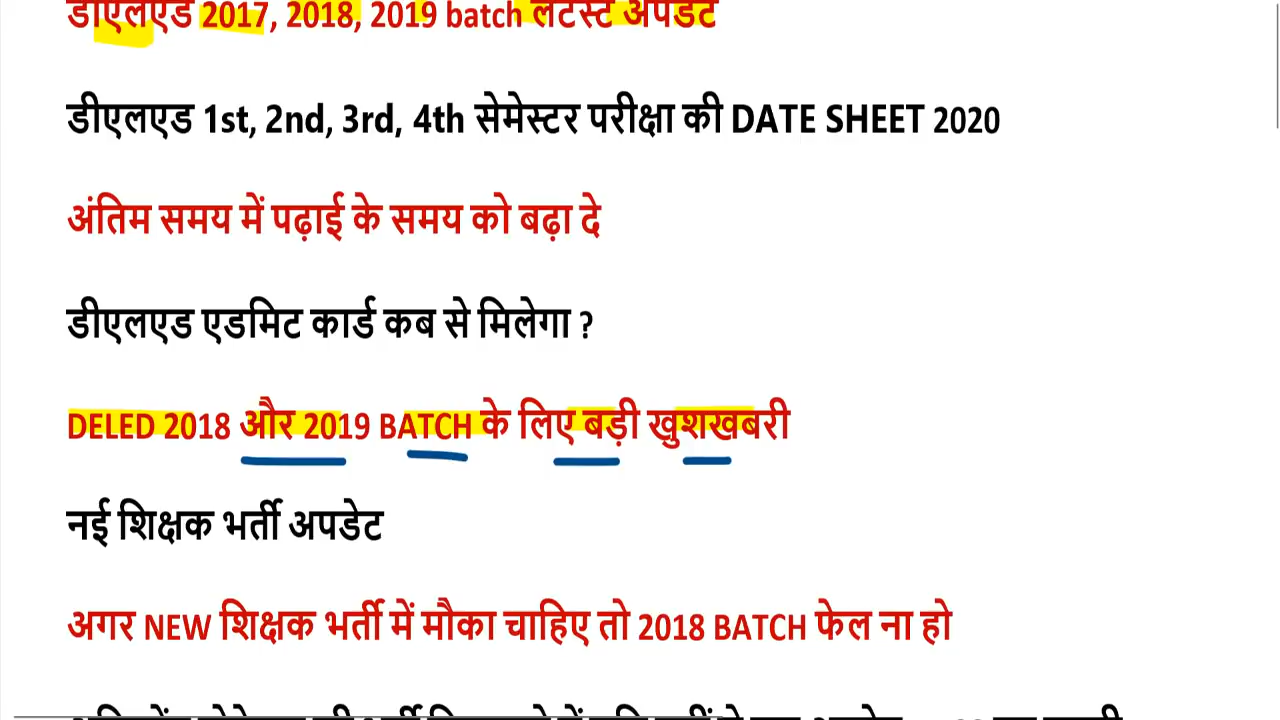 डीएलएड 2017, 2018, 2019 batch लेटेस्ट अपडेट
डीएलएड 1st, 2nd, 3rd, 4th सेमेस्टर परीक्षा की DATE SHEET 2020
अंतिम समय में पढ़ाई के समय को बढ़ा दे
डीएलएड एडमिट कार्ड कब से मिलेगा ?
DELED 2018 और 2019 BATCH के लिए बड़ी खुशखबरी
नई शिक्षक भर्ती अपडेट
अगर NEW शिक्षक भर्ती में मौका चाहिए तो 2018 BATCH फेल ना हो